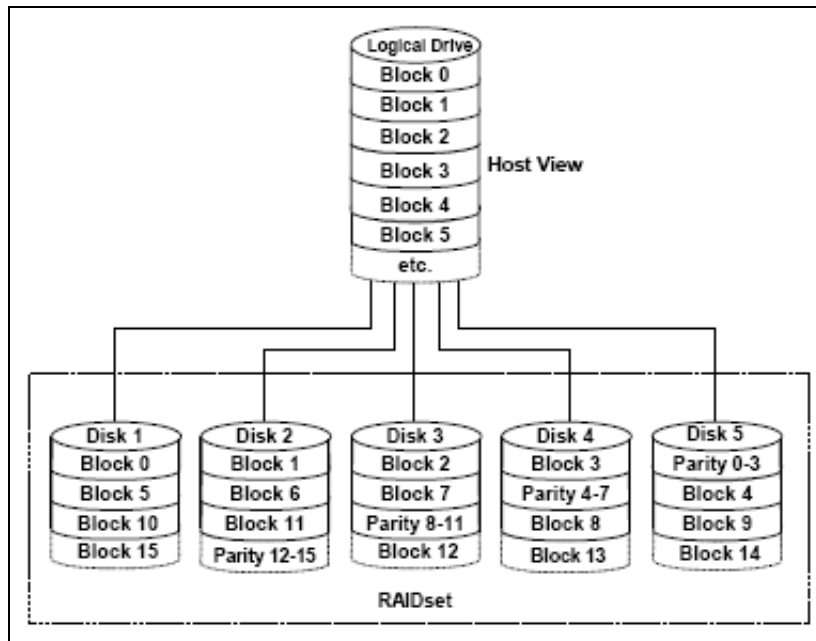 Logical Drive
Block 0
Block 1
Block 2
Block 3
Block 4
Block 5
etc.
Host View
Disk 1
Block 0
Block 5
Block 10
Block 15
Disk 2
Block 1
Block 6
Block 11
Parity 12-15
Disk 3
Block 2
Block 7
Parity 8-11
Block 12
Disk 4
Block 3
Parity 4-7
Block 8
Block 13
Disk 5
Parity 0-3
Block 4
Block 9
Block 14
RAIDset